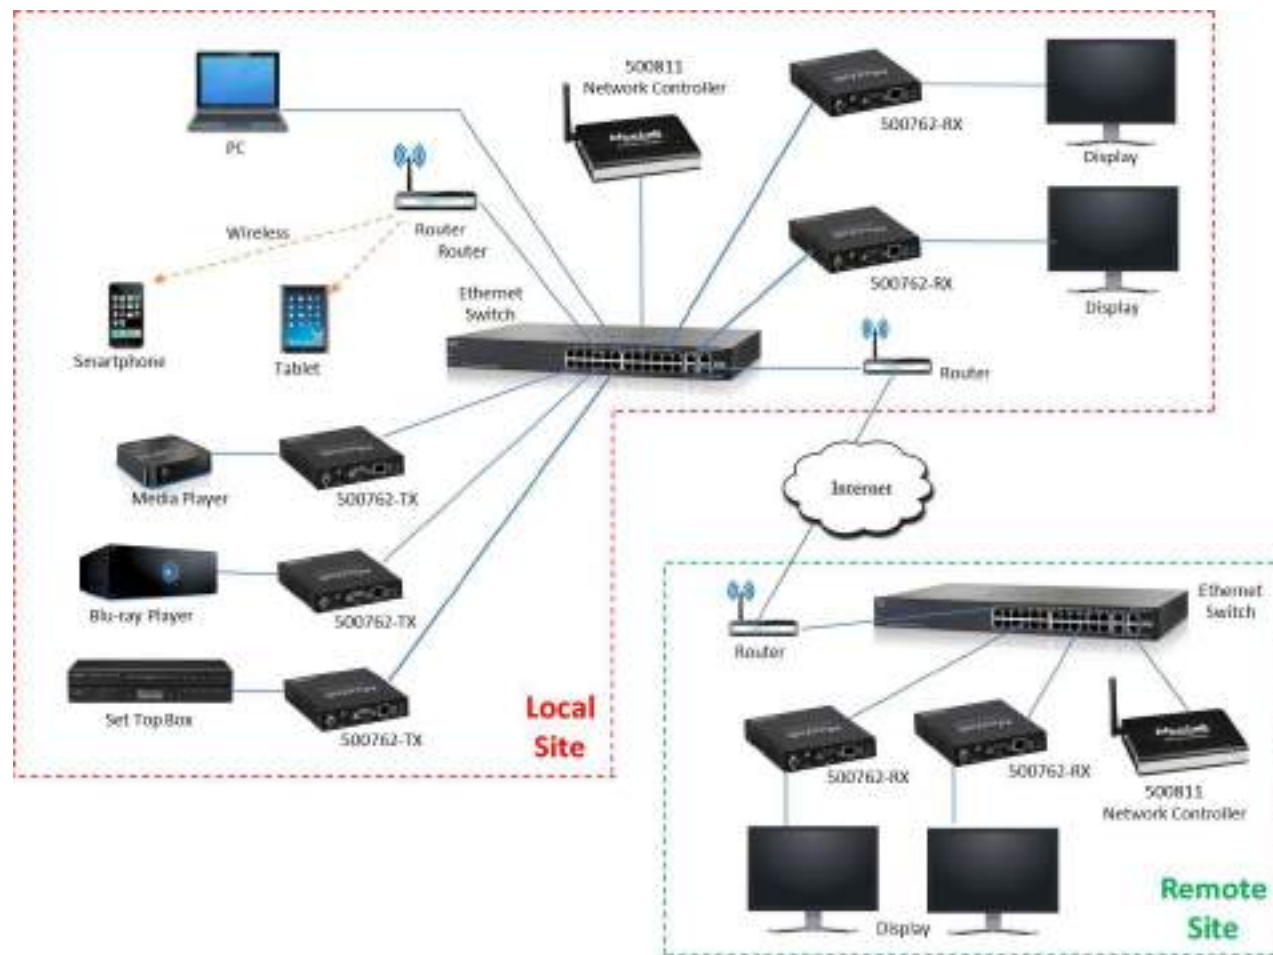 500811
Network Controller
500762-RX
Display
PC
Wireless
Router
Router
500762-RX
Display
Ethernet
Switch
Smartphone
Tablet
Router
Media Player
500762-TX
Internet
Blu-ray Player
500762-TX
Ethernet
Switch
Router
Set Top Box
500762-TX
Local
Site
500762-RX
500762-RX
500811
Network Controller
Display
Remote
Site